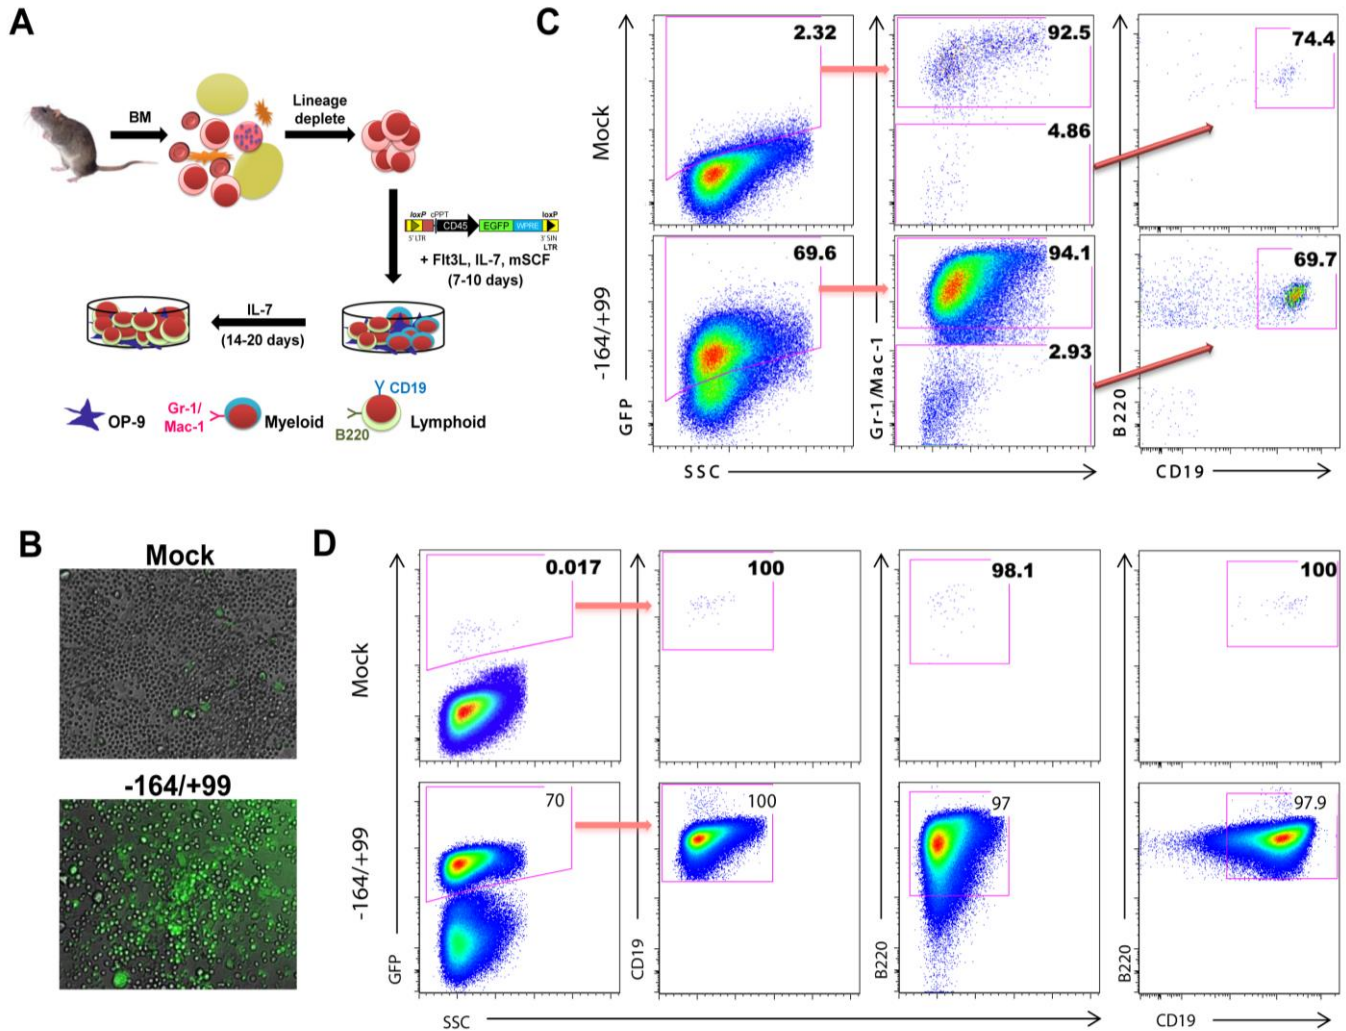 A
BM
Lineage
deplete
loxP
cPPT
CD45
EGFP
WPRE
loxP
5' LTR
3' SIN
LTR
+ Flt3L, IL-7, mSCF
(7-10 days)
IL-7
(14-20 days)
OP-9
Gr-1/
Mac-1
Myeloid
CD19
B220
Lymphoid
B
Mock
-164/+99
C
Mock
2.32
92.5
4.86
74.4
-164/+99
69.6
94.1
2.93
69.7
GFP
Gr-1/Mac-1
B220
SSC
CD19
D
Mock
0.017
100
98.1
100
-164/+99
70
100
97
97.9
GFP
CD19
B220
B220
SSC
CD19